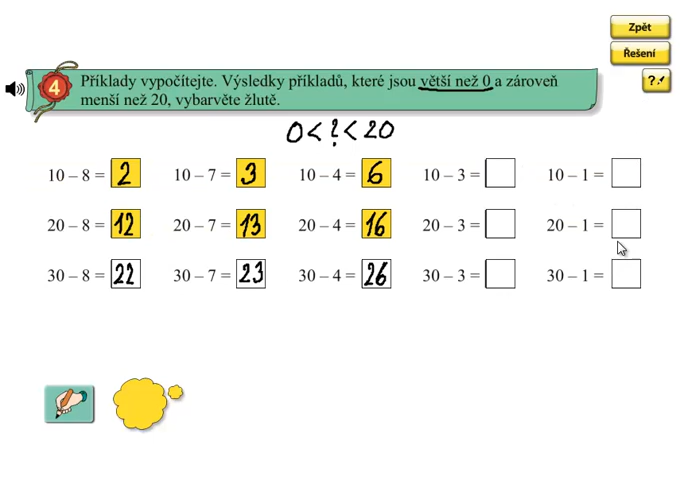 Zpět
Řešení
?
4 Příklady vypočítejte. Výsledky příkladů, které jsou větší než 0 a zároveň
menší než 20, vybarvěte žlutě.
0 < ? < 20
10 – 8 = 2 10 – 7 = 3 10 – 4 = 6 10 – 3 = 10 – 1 =
20 – 8 = 12 20 – 7 = 13 20 – 4 = 16 20 – 3 = 20 – 1 =
30 – 8 = 22 30 – 7 = 23 30 – 4 = 26 30 – 3 = 30 – 1 =